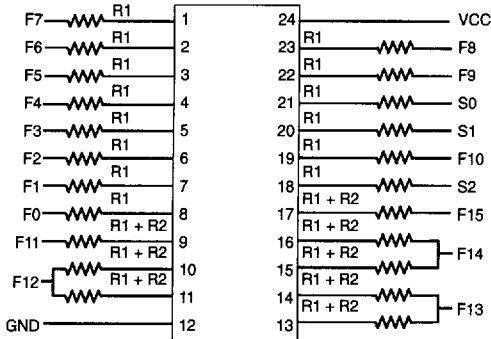 F7 R1 1 24 VCC
F6 R1 2 23 R1 F8
F5 R1 3 22 R1 F9
F4 R1 4 21 R1 S0
F3 R1 5 20 R1 S1
F2 R1 6 19 R1 F10
F1 R1 7 18 R1 S2
F0 R1 8 17 R1 + R2 F15
F11 R1 + R2 9 16 R1 + R2 F14
F12 R1 + R2 10 15 R1 + R2
R1 + R2 11 14 R1 + R2 F13
GND 12 13 R1 + R2